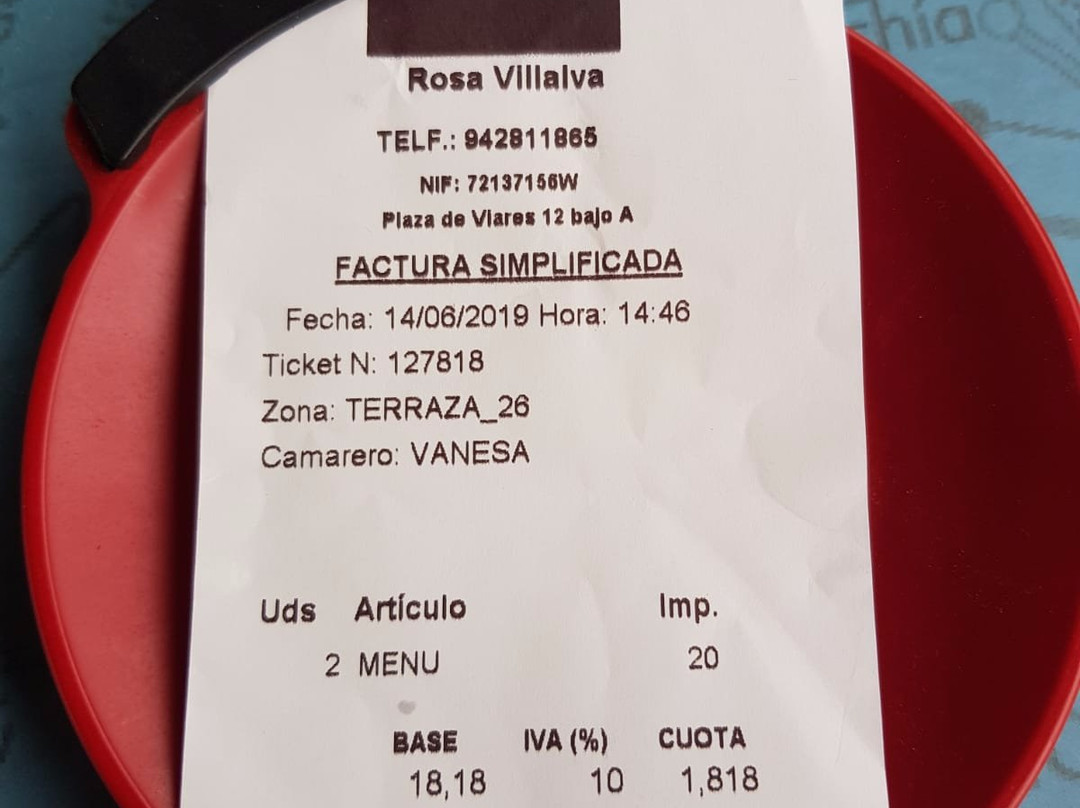 Rosa Villalva
TELF.: 942811865
NIF: 72137156W
Plaza de Viares 12 bajo A
FACTURA SIMPLIFICADA
Fecha: 14/06/2019 Hora: 14:46
Ticket N: 127818
Zona: TERRAZA_26
Camarero: VANESA
Uds Artículo Imp.
2 MENU 20
BASE IVA (%) CUOTA
18,18 10 1,818